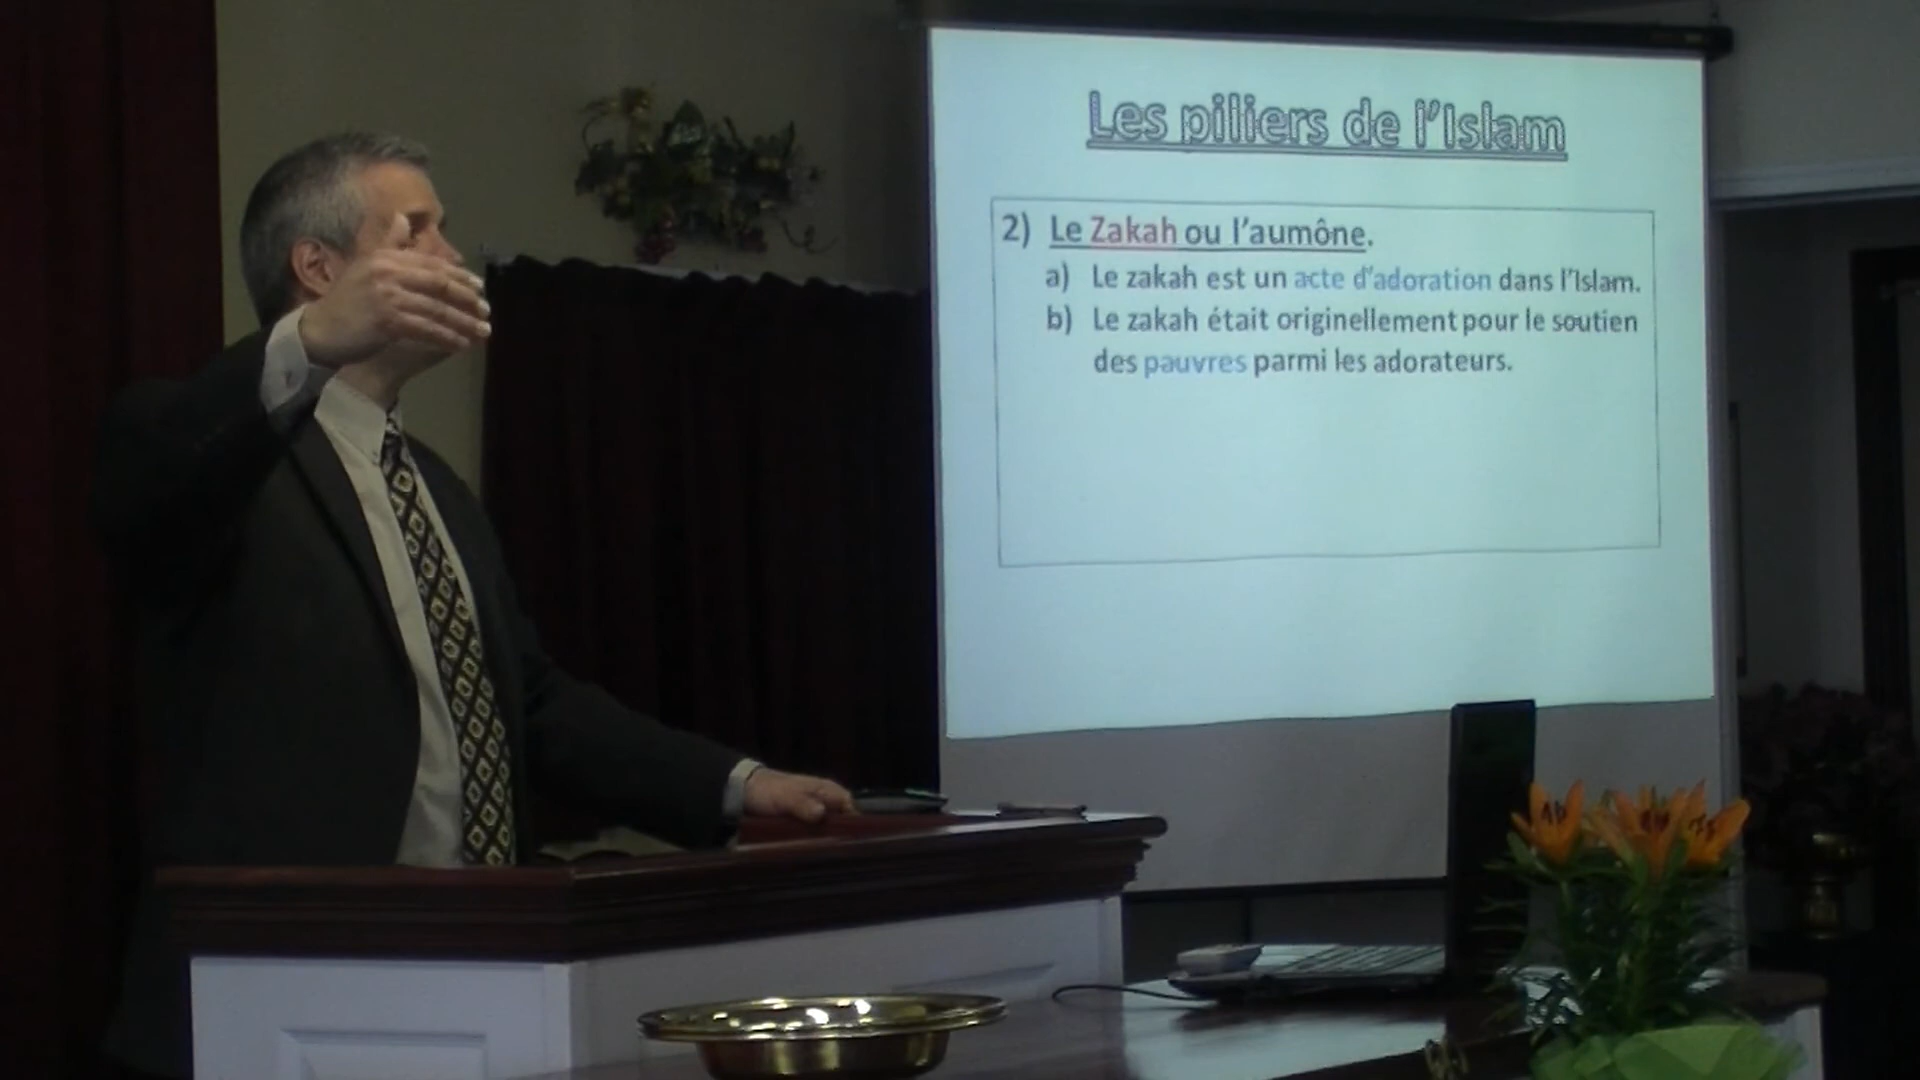 Les piliers de l'Islam
2) Le Zakah ou l'aumône.
a) Le zakah est un acte d'adoration dans l'Islam.
b) Le zakah était originellement pour le soutien
des pauvres parmi les adorateurs.